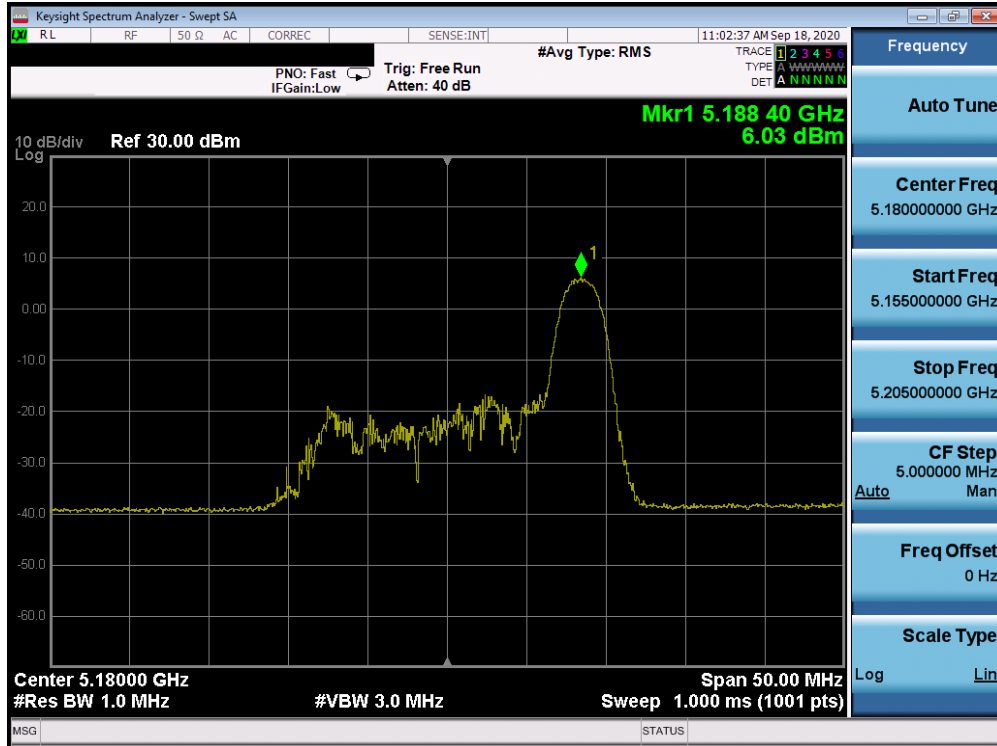 Keysight Spectrum Analyzer - Swept SA
LXI RL RF 50 Ω AC CORREC SENSE:INT 11:02:37 AM Sep 18, 2020
PNO: Fast
IFGain:Low
Trig: Free Run
Atten: 40 dB
#Avg Type: RMS
TRACE 1 2 3 4 5 6
TYPE A WWWWW
DET A N N N N N
Mkr1 5.188 40 GHz
6.03 dBm
10 dB/div Ref 30.00 dBm
Log
20.0
10.0
0.00
-10.0
-20.0
-30.0
-40.0
-50.0
-60.0
1
Center 5.18000 GHz Span 50.00 MHz
#Res BW 1.0 MHz #VBW 3.0 MHz Sweep 1.000 ms (1001 pts)
MSG STATUS
Frequency
Auto Tune
Center Freq
5.180000000 GHz
Start Freq
5.155000000 GHz
Stop Freq
5.205000000 GHz
CF Step
5.000000 MHz
Auto Man
Freq Offset
0 Hz
Scale Type
Log Lin